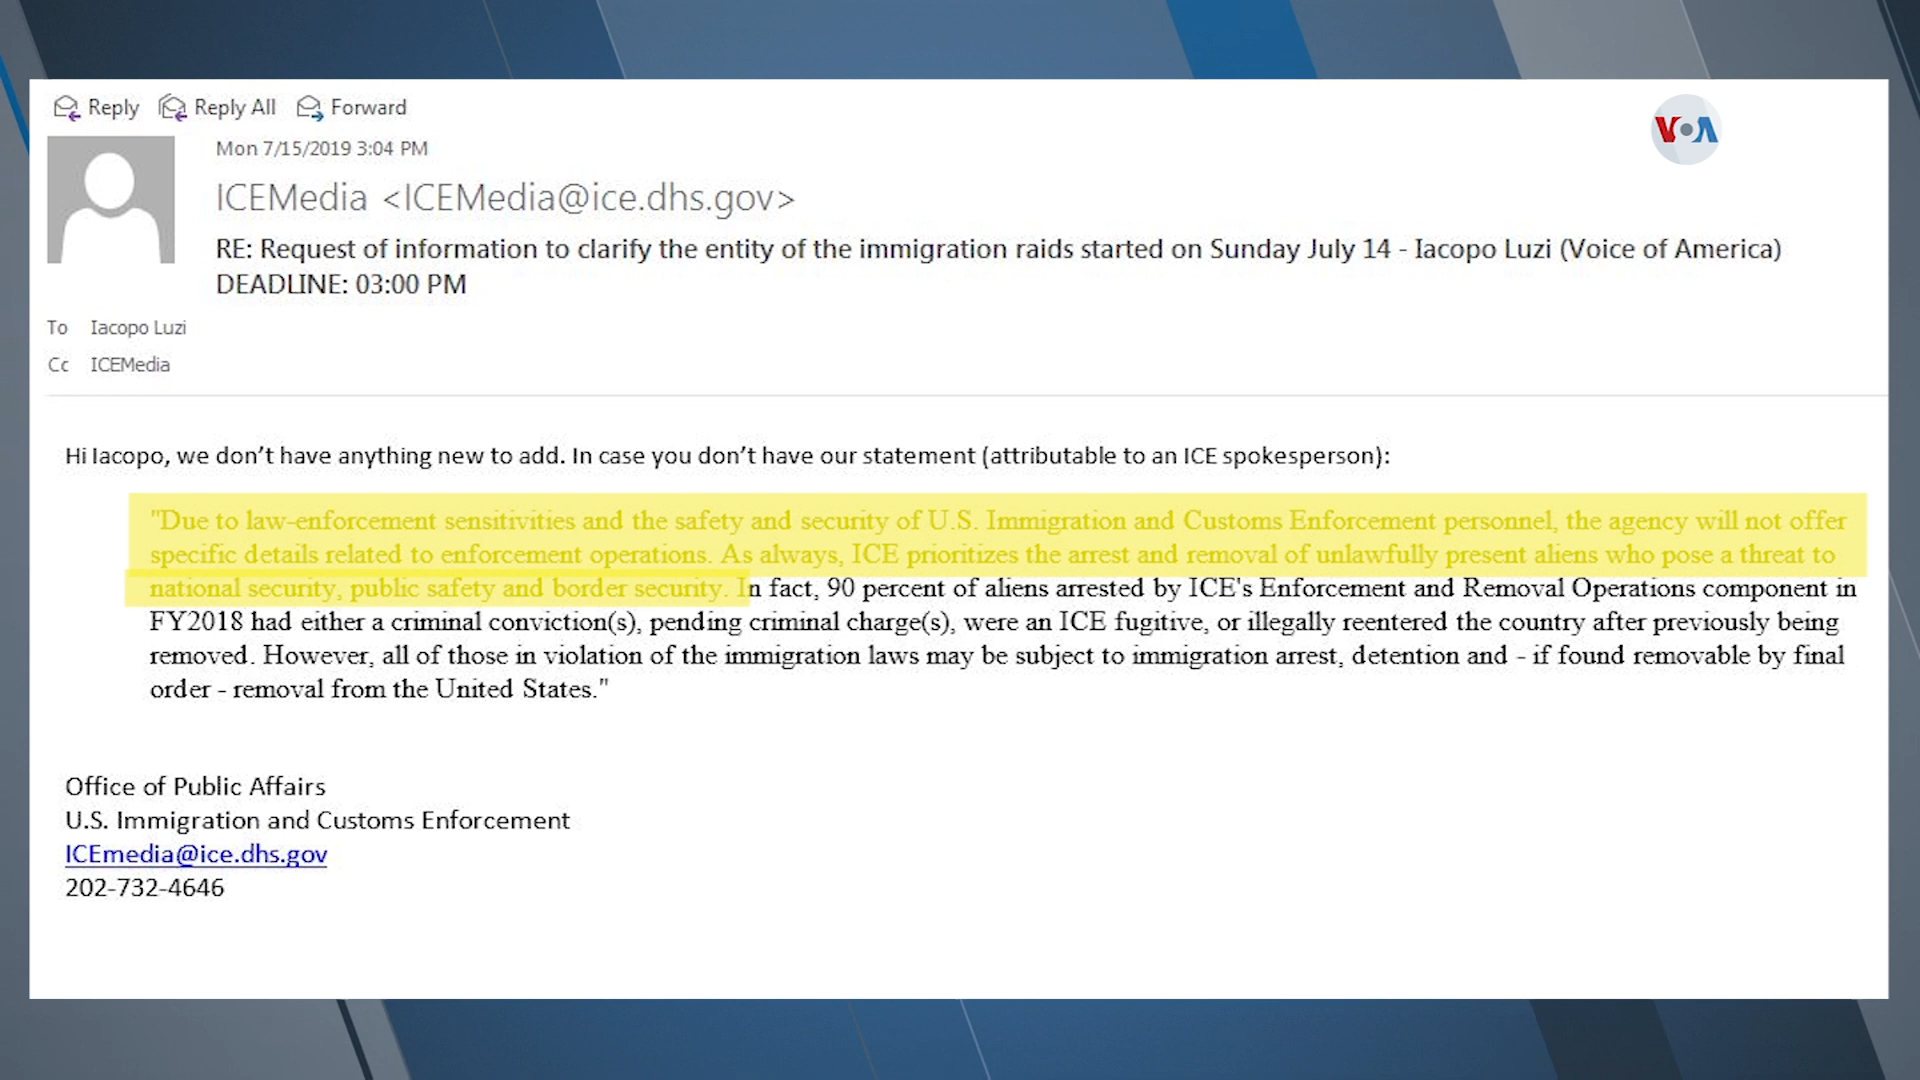 Reply Reply All Forward
VOA
Mon 7/15/2019 3:04 PM
ICEMedia <ICEMedia@ice.dhs.gov>
RE: Request of information to clarify the entity of the immigration raids started on Sunday July 14 - Iacopo Luzi (Voice of America)
DEADLINE: 03:00 PM
To Iacopo Luzi
Cc ICEMedia
Hi Iacopo, we don’t have anything new to add. In case you don’t have our statement (attributable to an ICE spokesperson):
"Due to law-enforcement sensitivities and the safety and security of U.S. Immigration and Customs Enforcement personnel, the agency will not offer
specific details related to enforcement operations. As always, ICE prioritizes the arrest and removal of unlawfully present aliens who pose a threat to
national security, public safety and border security. In fact, 90 percent of aliens arrested by ICE's Enforcement and Removal Operations component in
FY2018 had either a criminal conviction(s), pending criminal charge(s), were an ICE fugitive, or illegally reentered the country after previously being
removed. However, all of those in violation of the immigration laws may be subject to immigration arrest, detention and - if found removable by final
order - removal from the United States."
Office of Public Affairs
U.S. Immigration and Customs Enforcement
ICEmedia@ice.dhs.gov
202-732-4646